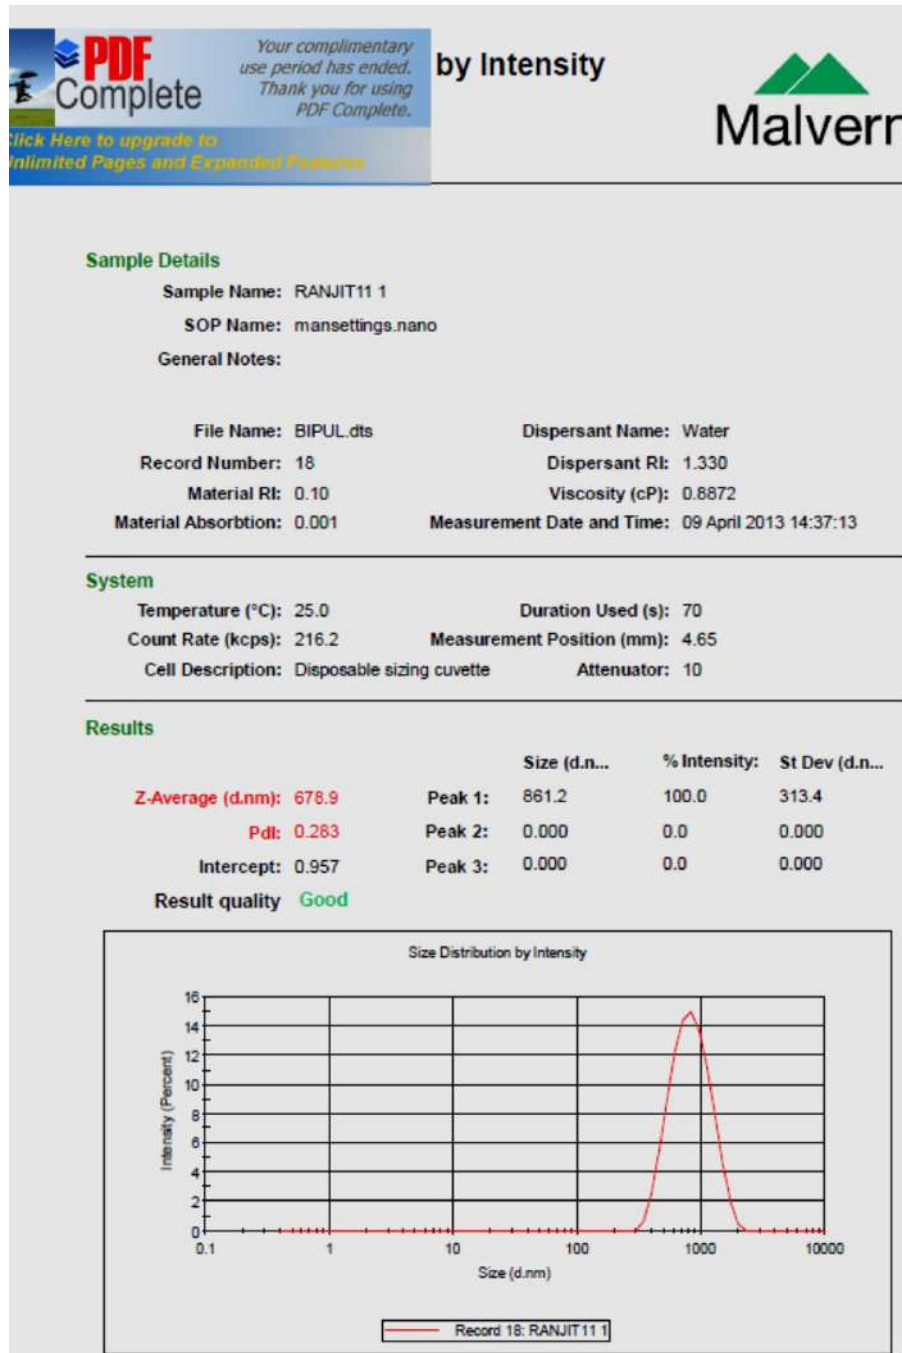 PDF
Complete
Your complimentary
use period has ended.
Thank you for using
PDF Complete.
Click Here to upgrade to
Unlimited Pages and Expanded Features
by Intensity
Malvern
Sample Details
Sample Name: RANJIT11 1
SOP Name: mansettings.nano
General Notes:
File Name: BIPUL.dts Dispersant Name: Water
Record Number: 18 Dispersant RI: 1.330
Material RI: 0.10 Viscosity (cP): 0.8872
Material Absorbtion: 0.001 Measurement Date and Time: 09 April 2013 14:37:13
System
Temperature (°C): 25.0 Duration Used (s): 70
Count Rate (kcps): 216.2 Measurement Position (mm): 4.65
Cell Description: Disposable sizing cuvette Attenuator: 10
Results
Size (d.n... % Intensity: St Dev (d.n...
Z-Average (d.nm): 678.9 Peak 1: 861.2 100.0 313.4
PdI: 0.283 Peak 2: 0.000 0.0 0.000
Intercept: 0.957 Peak 3: 0.000 0.0 0.000
Result quality Good
Size Distribution by Intensity
Intensity (Percent)
16
14
12
10
8
6
4
2
0
0.1 1 10 100 1000 10000
Size (d.nm)
Record 18: RANJIT11 1